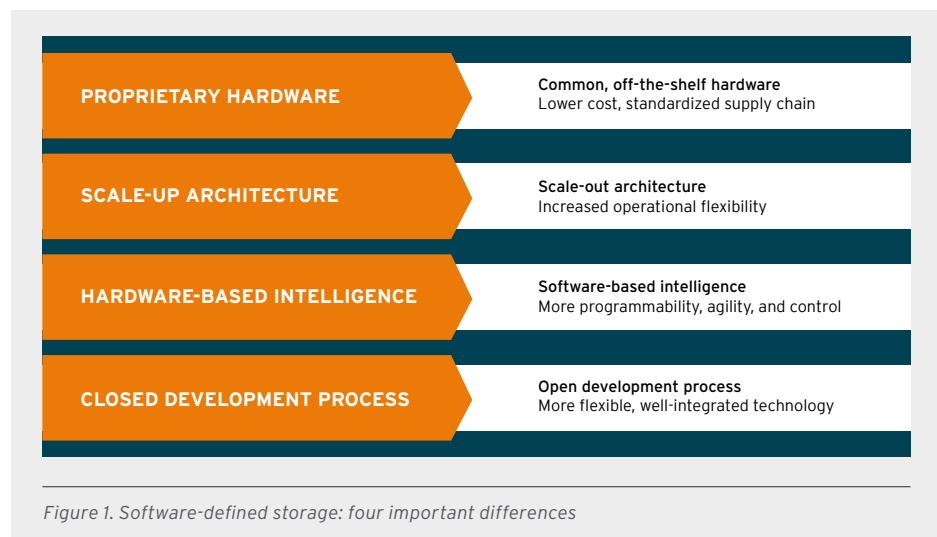 PROPRIETARY HARDWARE
Common, off-the-shelf hardware
Lower cost, standardized supply chain
SCALE-UP ARCHITECTURE
Scale-out architecture
Increased operational flexibility
HARDWARE-BASED INTELLIGENCE
Software-based intelligence
More programmability, agility, and control
CLOSED DEVELOPMENT PROCESS
Open development process
More flexible, well-integrated technology
Figure 1. Software-defined storage: four important differences